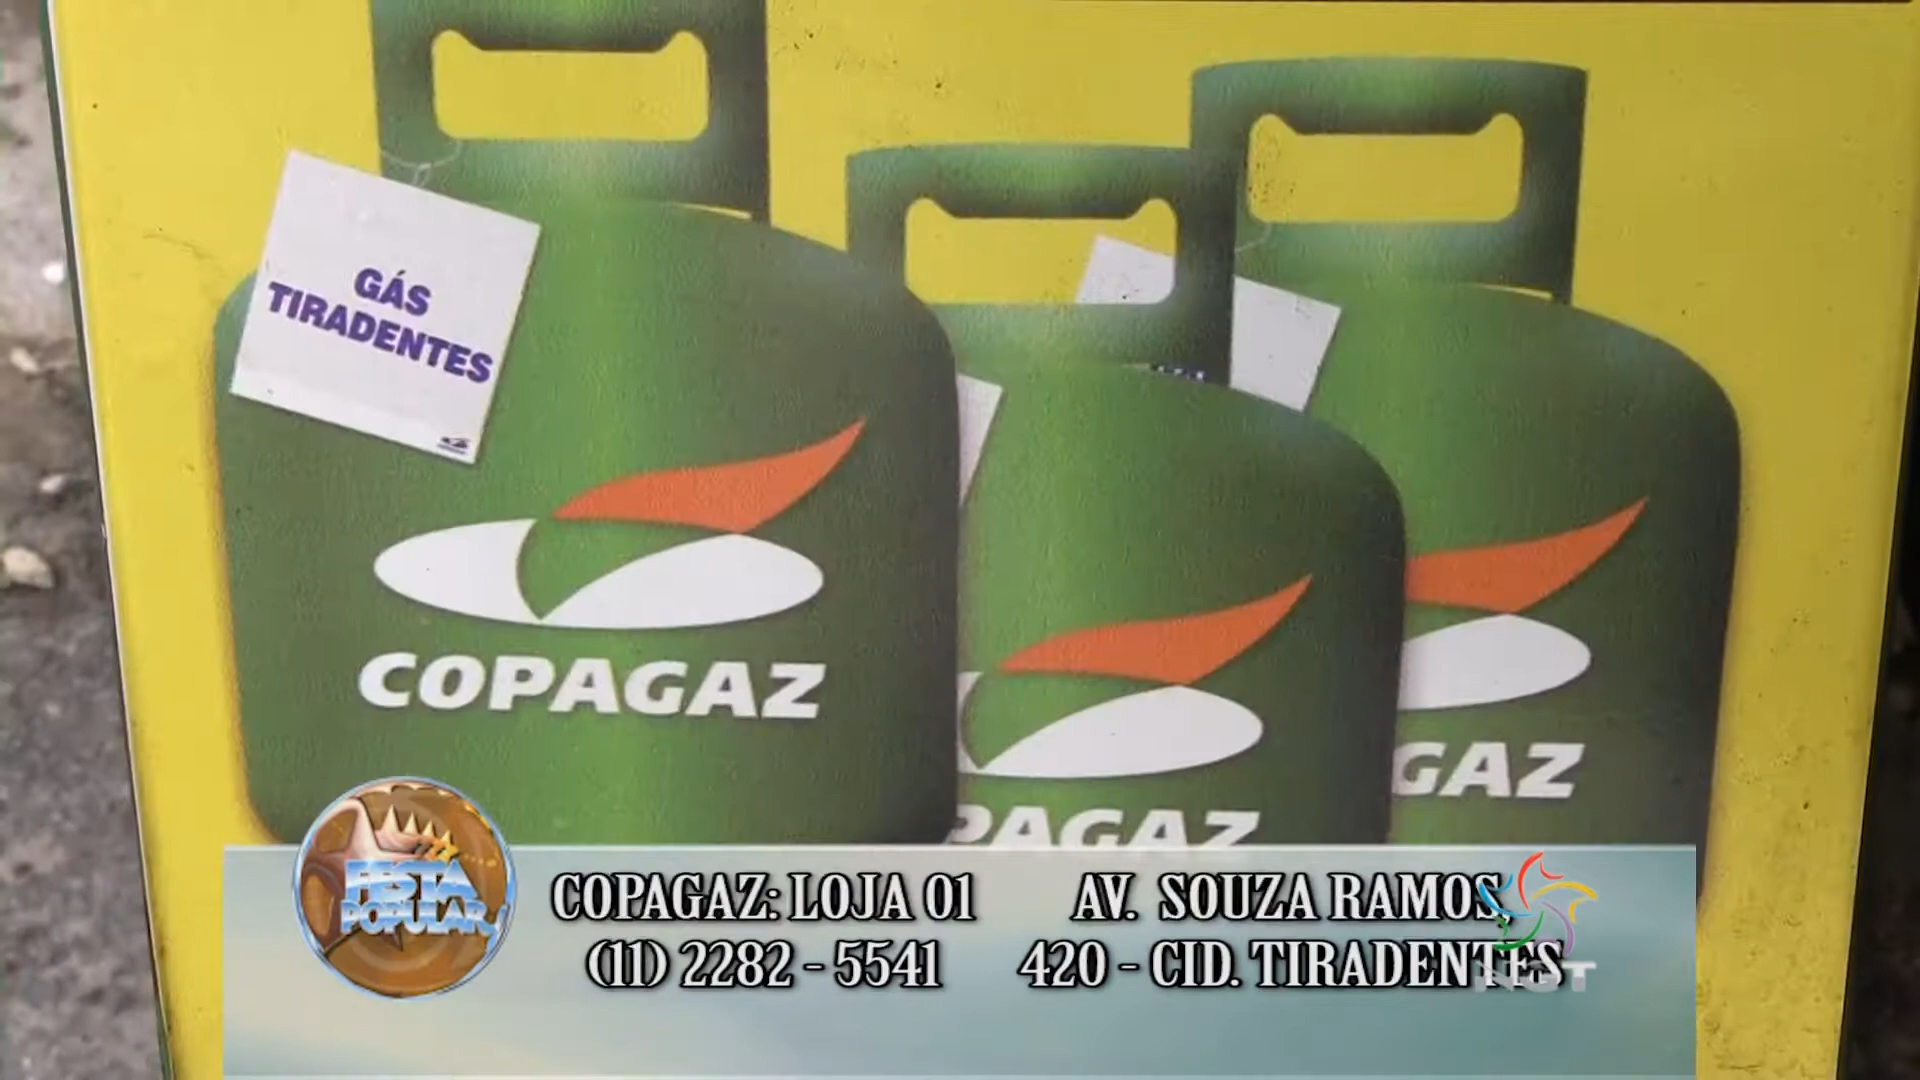 GÁS
TIRADENTES
COPAGAZ
PAGAZ
GAZ
FESTA
POPULAR
COPAGAZ: LOJA 01
(11) 2282 - 5541
AV. SOUZA RAMOS,
420 - CID. TIRADENTES
NGT